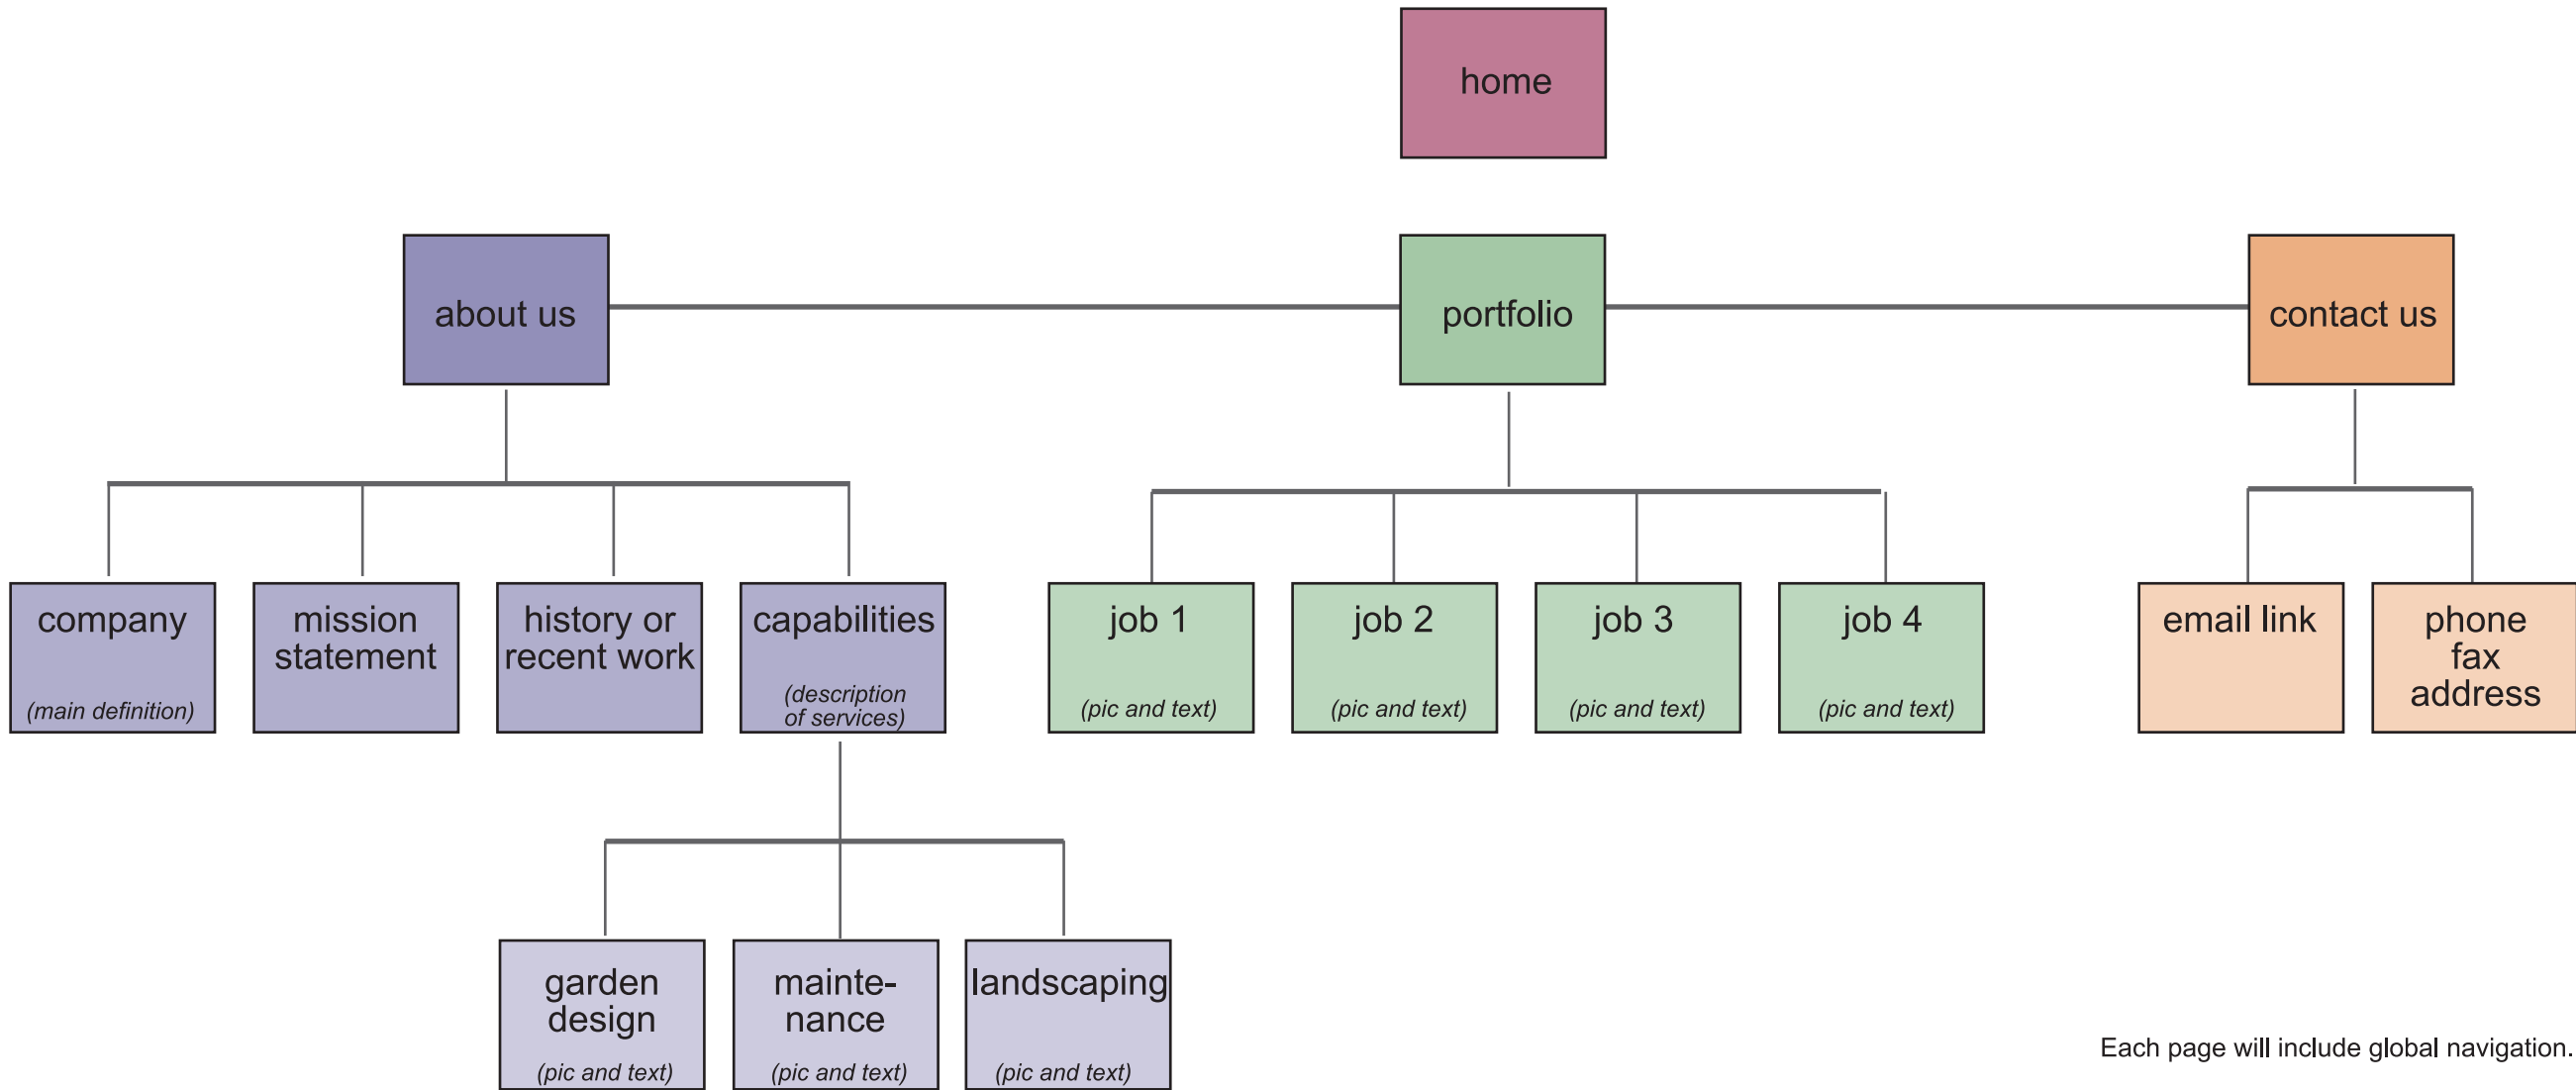 home
about us
portfolio
contact us
company
(main definition)
mission
statement
history or
recent work
capabilities
(description
of services)
job 1
(pic and text)
job 2
(pic and text)
job 3
(pic and text)
job 4
(pic and text)
email link
phone
fax
address
garden
design
(pic and text)
mainte-
nance
(pic and text)
landscaping
(pic and text)
Each page will include global navigation.